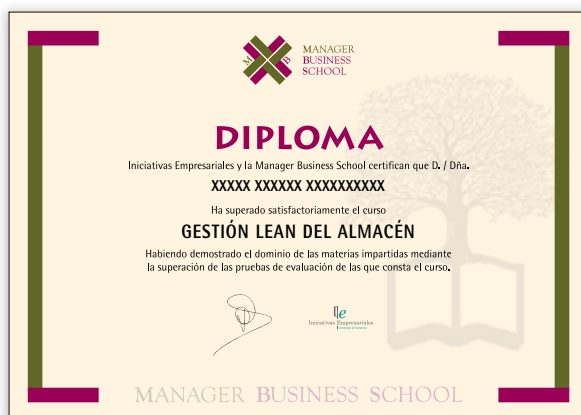 M B
MANAGER
BUSINESS
SCHOOL
DIPLOMA
Iniciativas Empresariales y la Manager Business School certifican que D. / Dña.
XXXXX XXXXXX XXXXXXXXXX
Ha superado satisfactoriamente el curso
GESTIÓN LEAN DEL ALMACÉN
Habiendo demostrado el dominio de las materias impartidas mediante
la superación de las pruebas de evaluación de las que consta el curso.
Iniciativas Empresariales
MANAGER BUSINESS SCHOOL